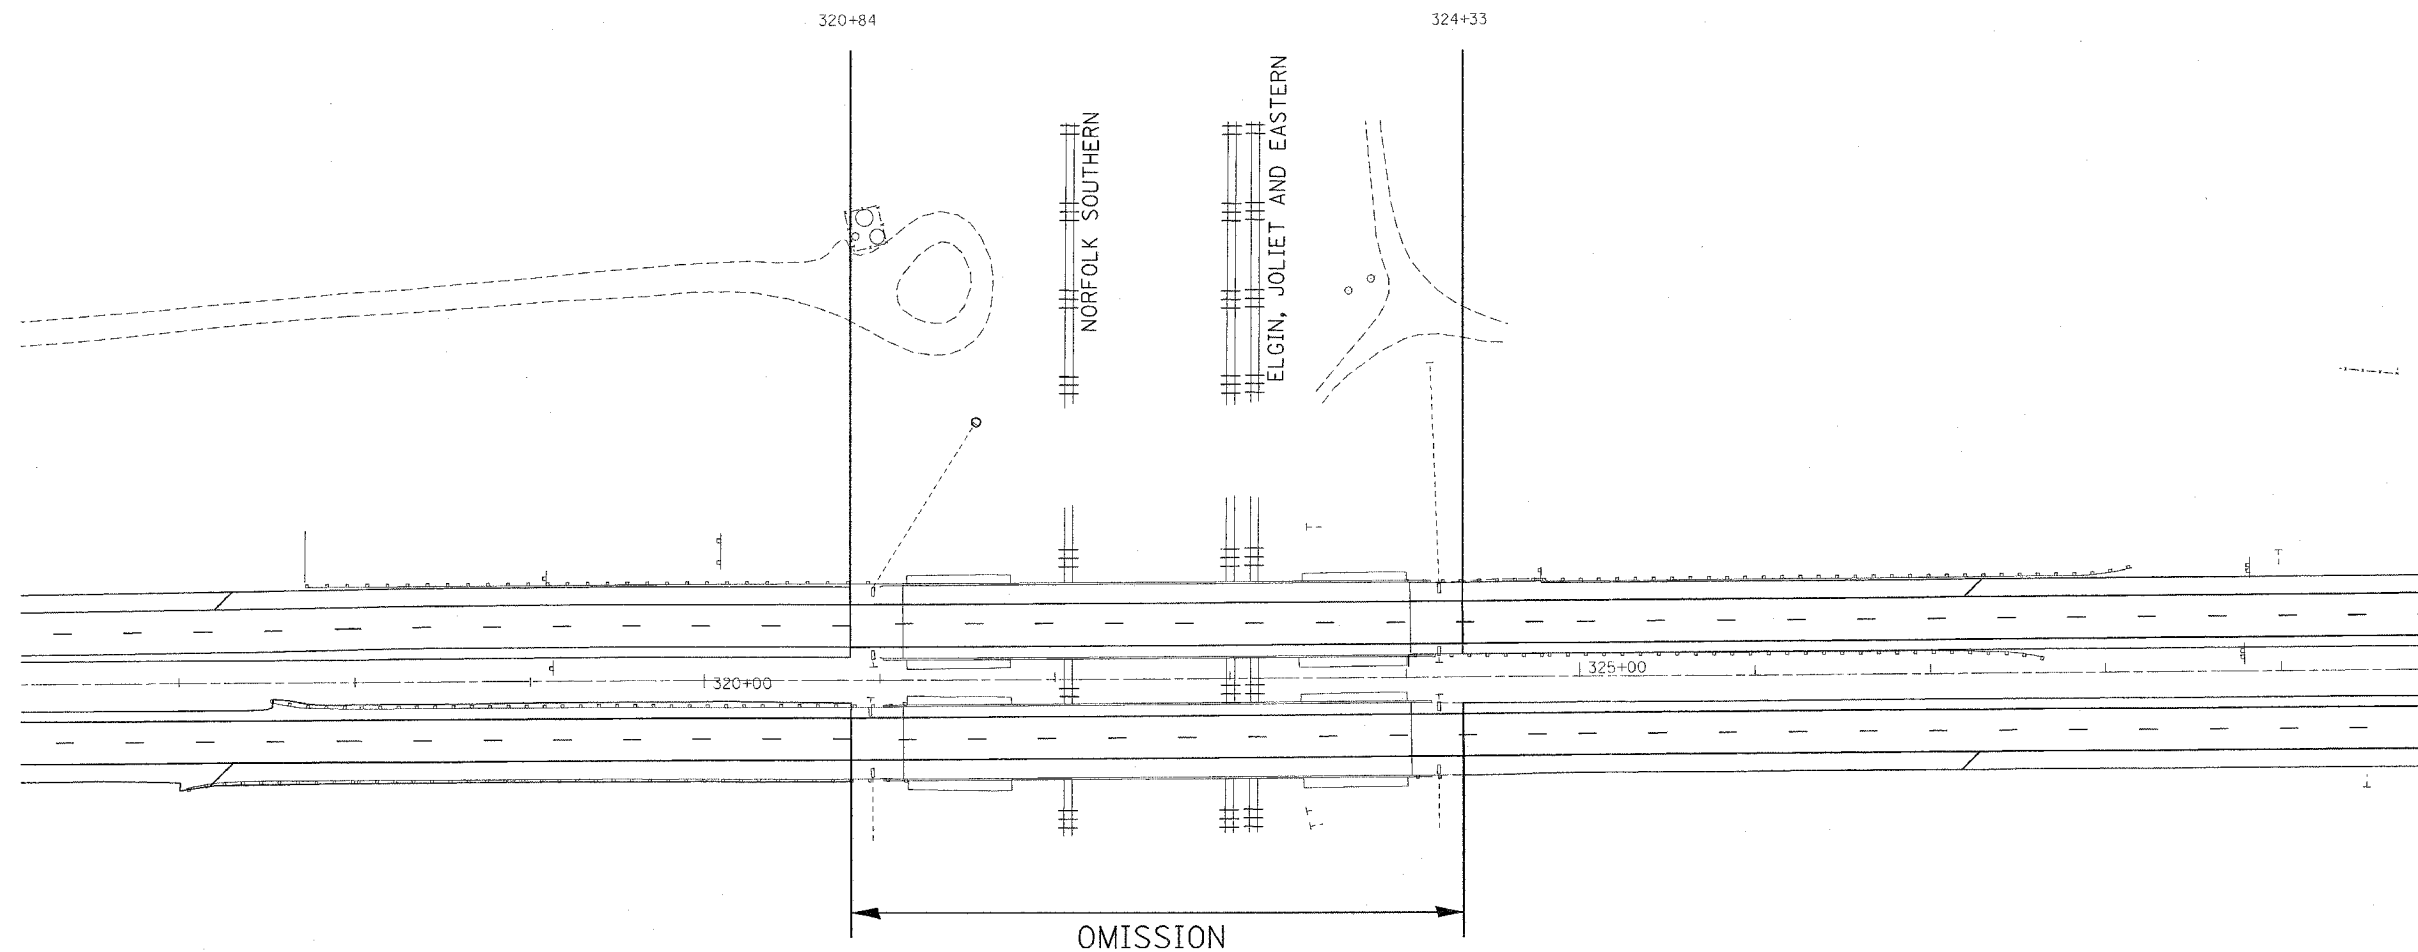 320+84
324+33
NORFOLK SOUTHERN
ELGIN, JOLIET AND EASTERN
325+00
320+00
OMISSION